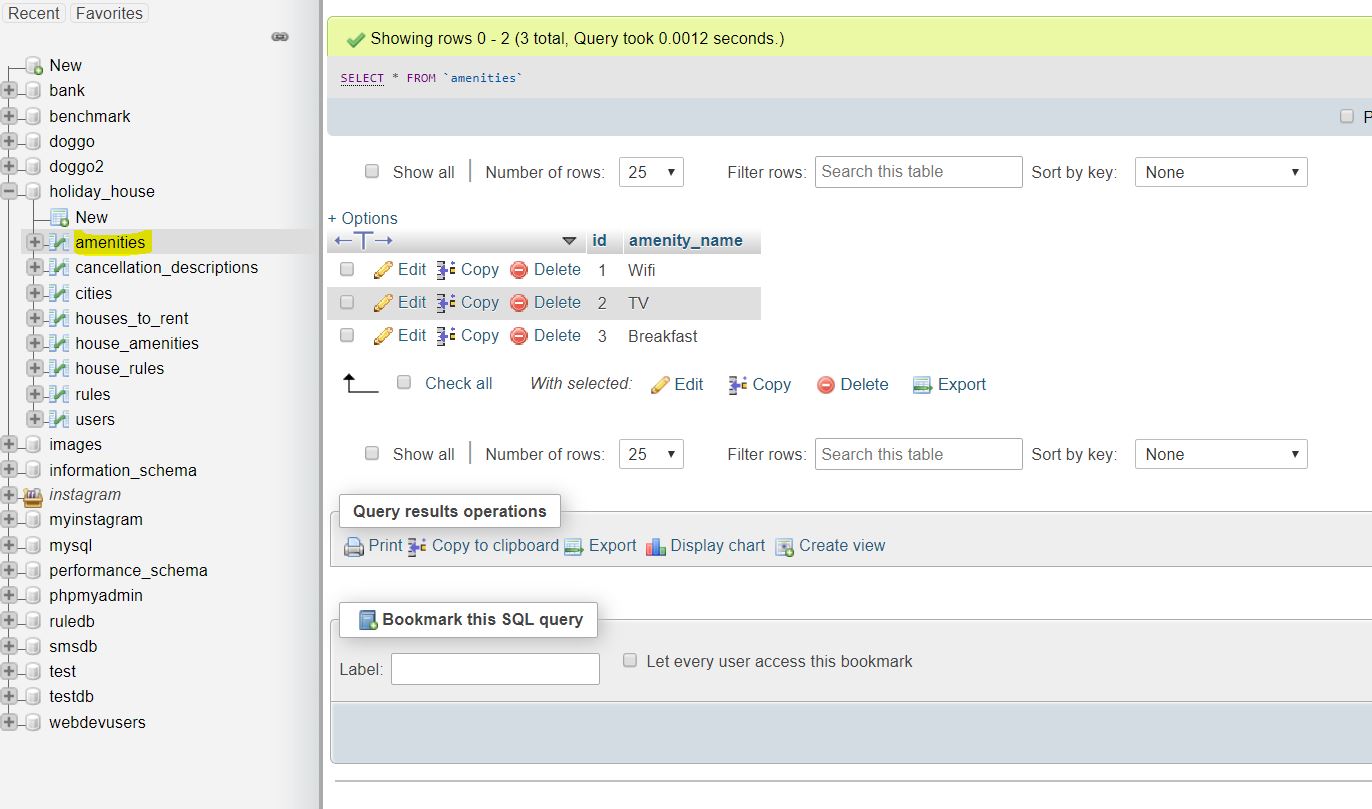 Recent Favorites
New
bank
benchmark
doggo
doggo2
holiday_house
New
amenities
cancellation_descriptions
cities
houses_to_rent
house_amenities
house_rules
rules
users
images
information_schema
instagram
myinstagram
mysql
performance_schema
phpmyadmin
ruledb
smsdb
test
testdb
webdevusers
Showing rows 0 - 2 (3 total, Query took 0.0012 seconds.)
SELECT * FROM `amenities`
P
Show all Number of rows: 25 Filter rows: Search this table Sort by key: None
+ Options
←T→ id amenity_name
Edit Copy Delete 1 Wifi
Edit Copy Delete 2 TV
Edit Copy Delete 3 Breakfast
Check all With selected: Edit Copy Delete Export
Show all Number of rows: 25 Filter rows: Search this table Sort by key: None
Query results operations
Print Copy to clipboard Export Display chart Create view
Bookmark this SQL query
Label: Let every user access this bookmark